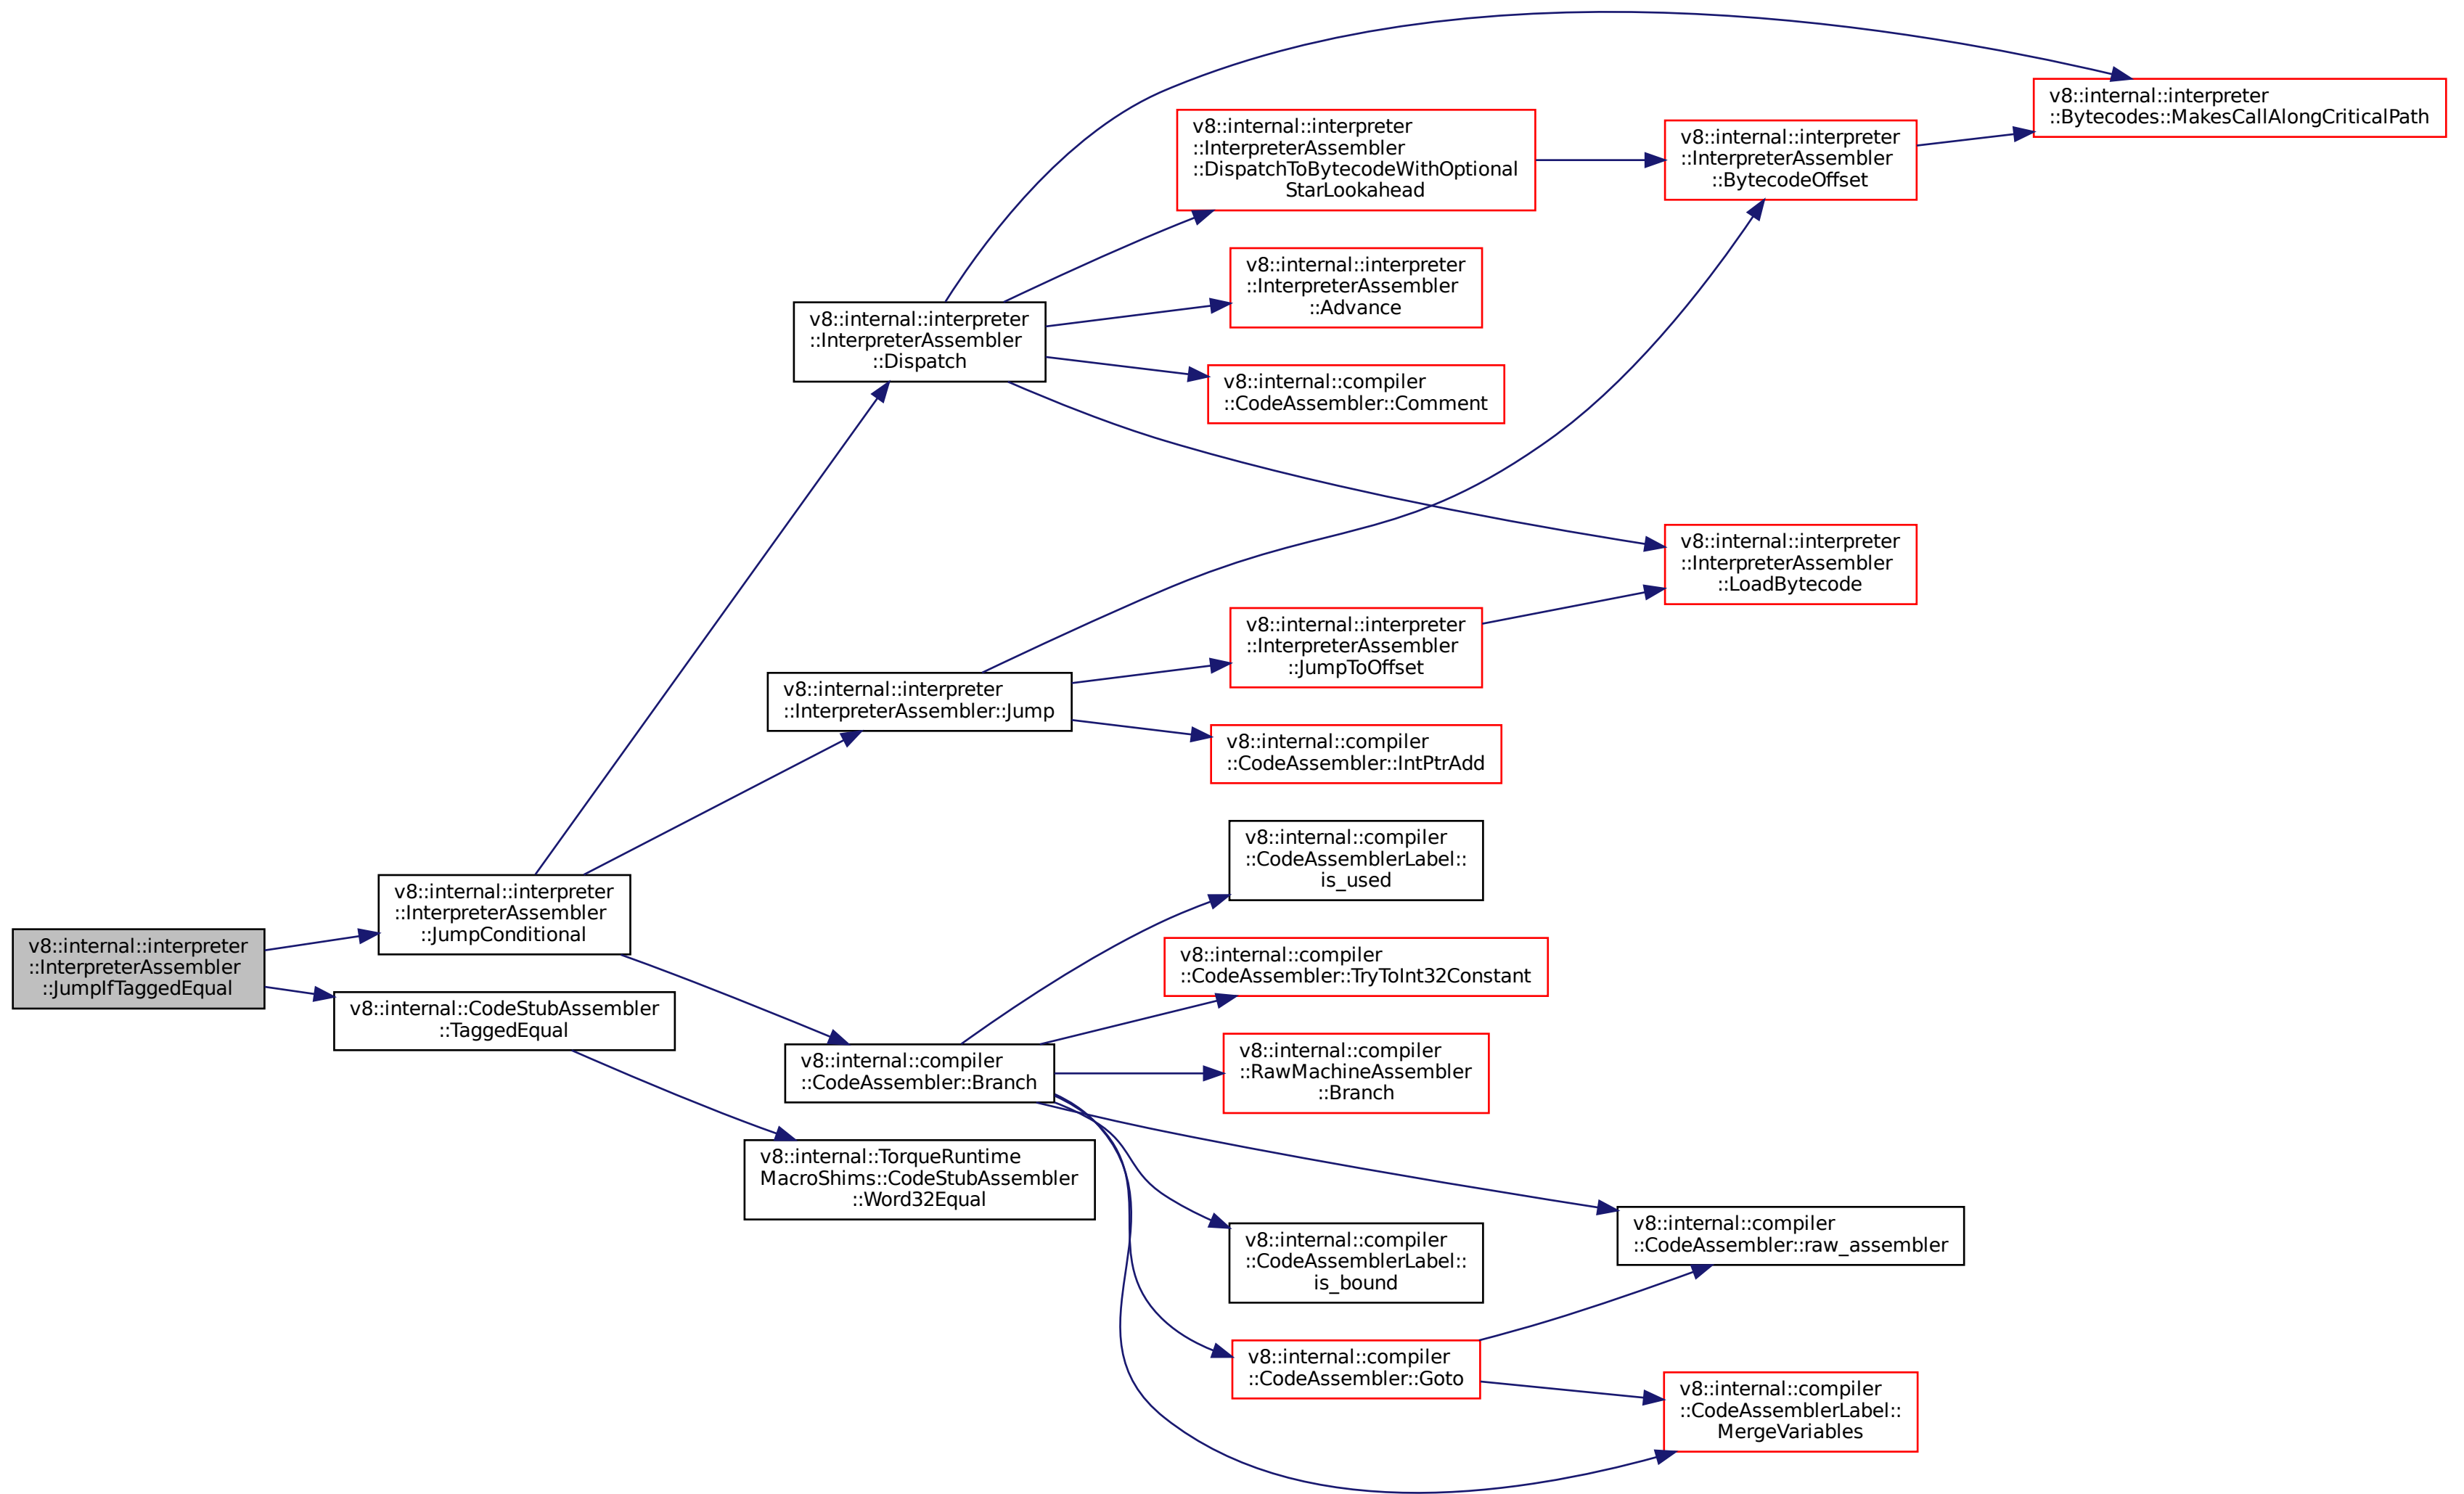 v8::internal::interpreter
::InterpreterAssembler
::JumpIfTaggedEqual
v8::internal::interpreter
::InterpreterAssembler
::JumpConditional
v8::internal::CodeStubAssembler
::TaggedEqual
v8::internal::interpreter
::InterpreterAssembler
::Dispatch
v8::internal::interpreter
::InterpreterAssembler::Jump
v8::internal::compiler
::CodeAssembler::Branch
v8::internal::TorqueRuntime
MacroShims::CodeStubAssembler
::Word32Equal
v8::internal::interpreter
::InterpreterAssembler
::DispatchToBytecodeWithOptional
StarLookahead
v8::internal::interpreter
::InterpreterAssembler
::Advance
v8::internal::compiler
::CodeAssembler::Comment
v8::internal::interpreter
::InterpreterAssembler
::JumpToOffset
v8::internal::compiler
::CodeAssembler::IntPtrAdd
v8::internal::compiler
::CodeAssemblerLabel::
is_used
v8::internal::compiler
::CodeAssembler::TryToInt32Constant
v8::internal::compiler
::RawMachineAssembler
::Branch
v8::internal::compiler
::CodeAssemblerLabel::
is_bound
v8::internal::compiler
::CodeAssembler::Goto
v8::internal::interpreter
::InterpreterAssembler
::BytecodeOffset
v8::internal::interpreter
::InterpreterAssembler
::LoadBytecode
v8::internal::compiler
::CodeAssembler::raw_assembler
v8::internal::compiler
::CodeAssemblerLabel::
MergeVariables
v8::internal::interpreter
::Bytecodes::MakesCallAlongCriticalPath